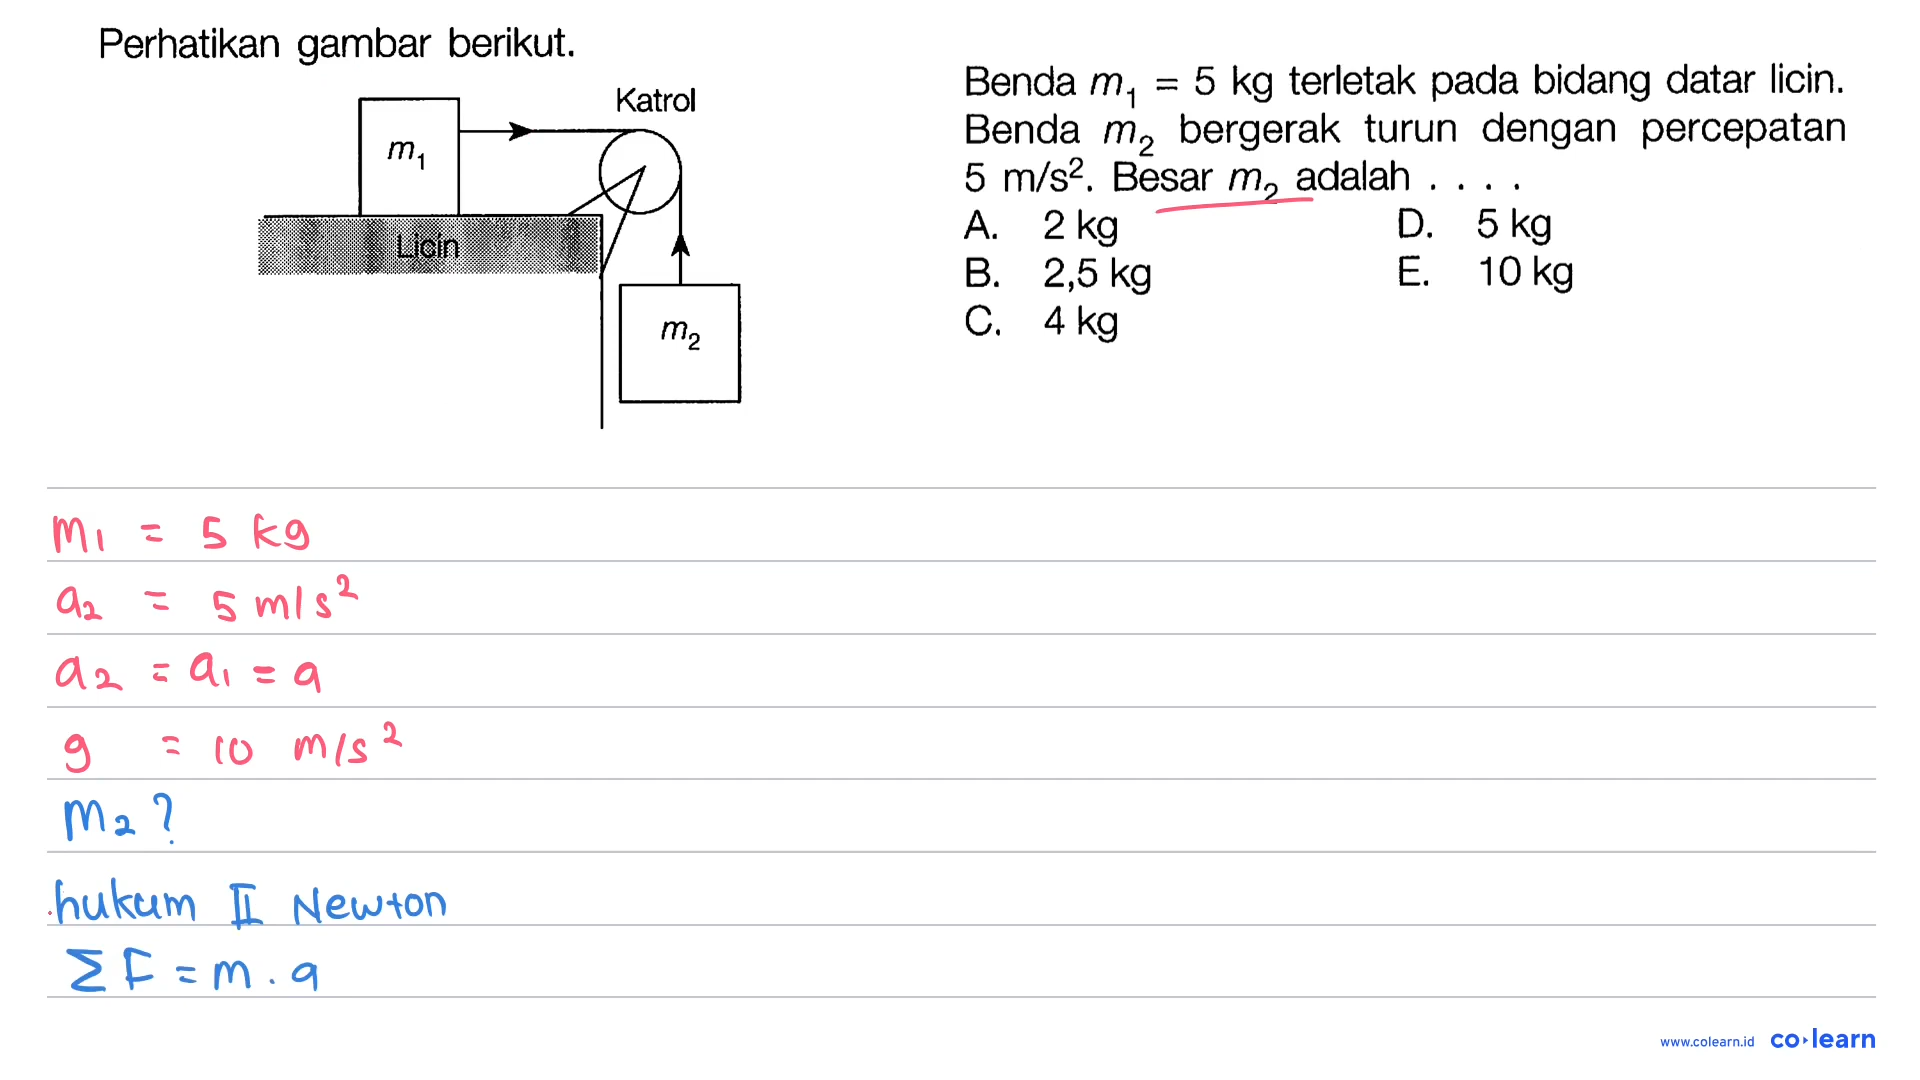 Perhatikan gambar berikut.
Katrol
m1
Licin
m2
Benda m1 = 5 kg terletak pada bidang datar licin.
Benda m2 bergerak turun dengan percepatan
5 m/s². Besar m2 adalah . . . .
A. 2 kg
B. 2,5 kg
C. 4 kg
D. 5 kg
E. 10 kg
m1 = 5 kg
a2 = 5 m/s²
a2 = a1 = a
g = 10 m/s²
m2 ?
hukum II Newton
Σ F = m . a
www.colearn.id co learn